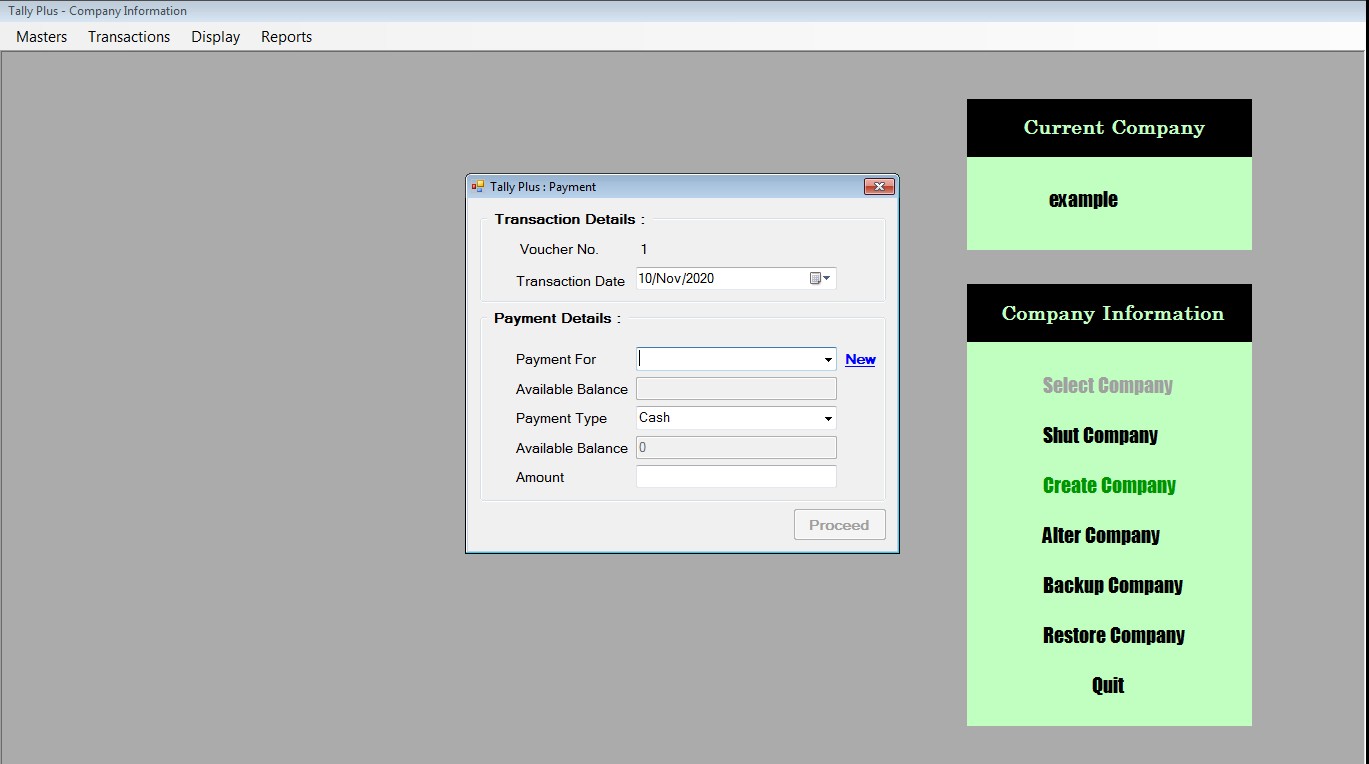 Tally Plus - Company Information
Masters Transactions Display Reports
Current Company
example
Tally Plus : Payment
Transaction Details :
Voucher No. 1
Transaction Date 10/Nov/2020
Payment Details :
Payment For New
Available Balance
Payment Type Cash
Available Balance 0
Amount
Proceed
Company Information
Select Company
Shut Company
Create Company
Alter Company
Backup Company
Restore Company
Quit